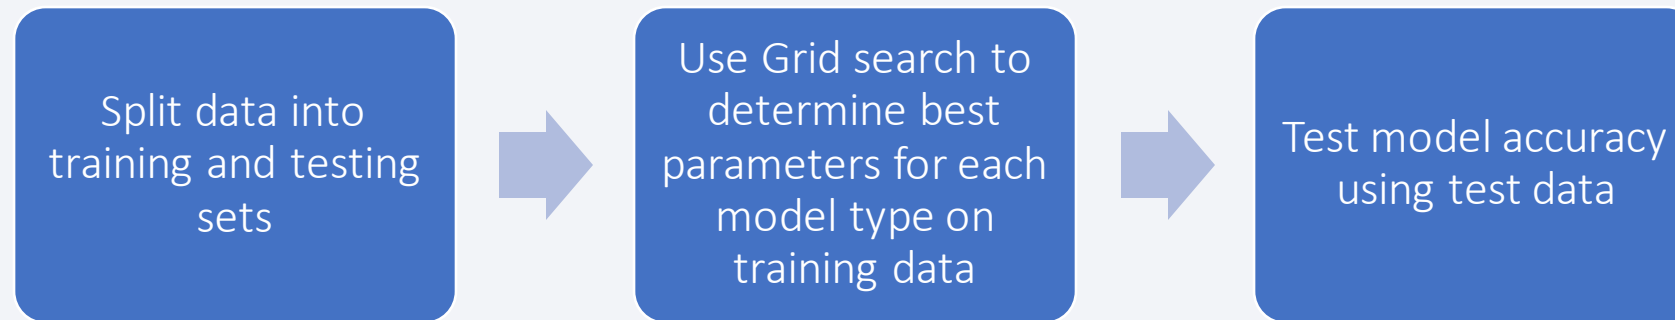 Split data into
training and testing
sets
Use Grid search to
determine best
parameters for each
model type on
training data
Test model accuracy
using test data